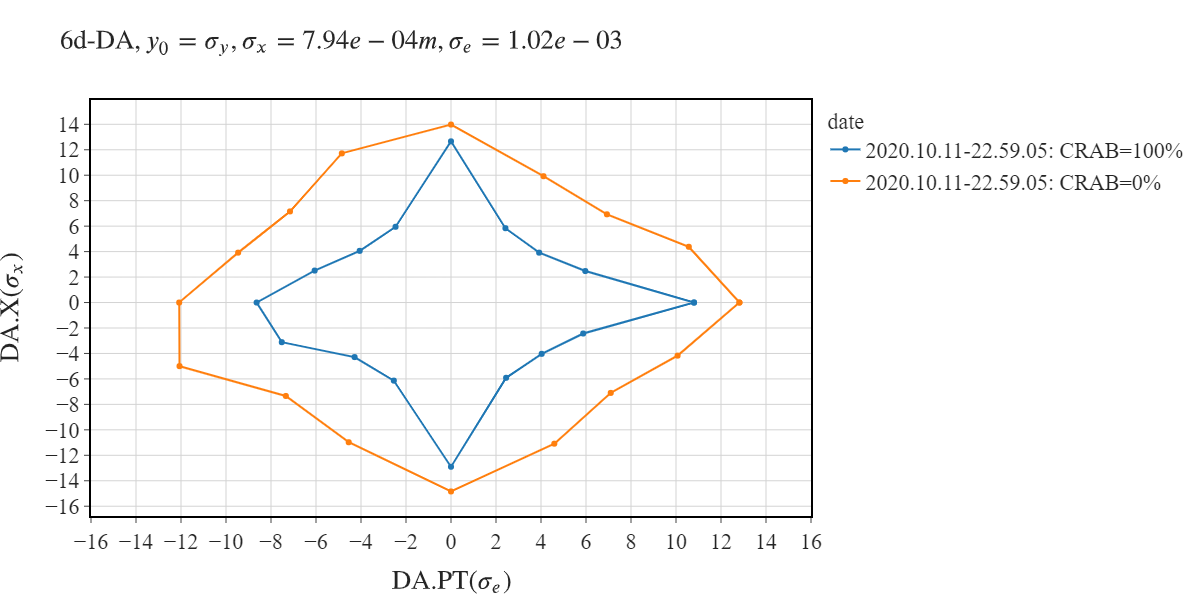 6d-DA, y₀ = σ_y, σ_x = 7.94e − 04m, σ_e = 1.02e − 03
date
2020.10.11-22.59.05: CRAB=100%
2020.10.11-22.59.05: CRAB=0%
DA.X(σ_x)
14
12
10
8
6
4
2
0
−2
−4
−6
−8
−10
−12
−14
−16
−16 −14 −12 −10 −8 −6 −4 −2 0 2 4 6 8 10 12 14 16
DA.PT(σ_e)